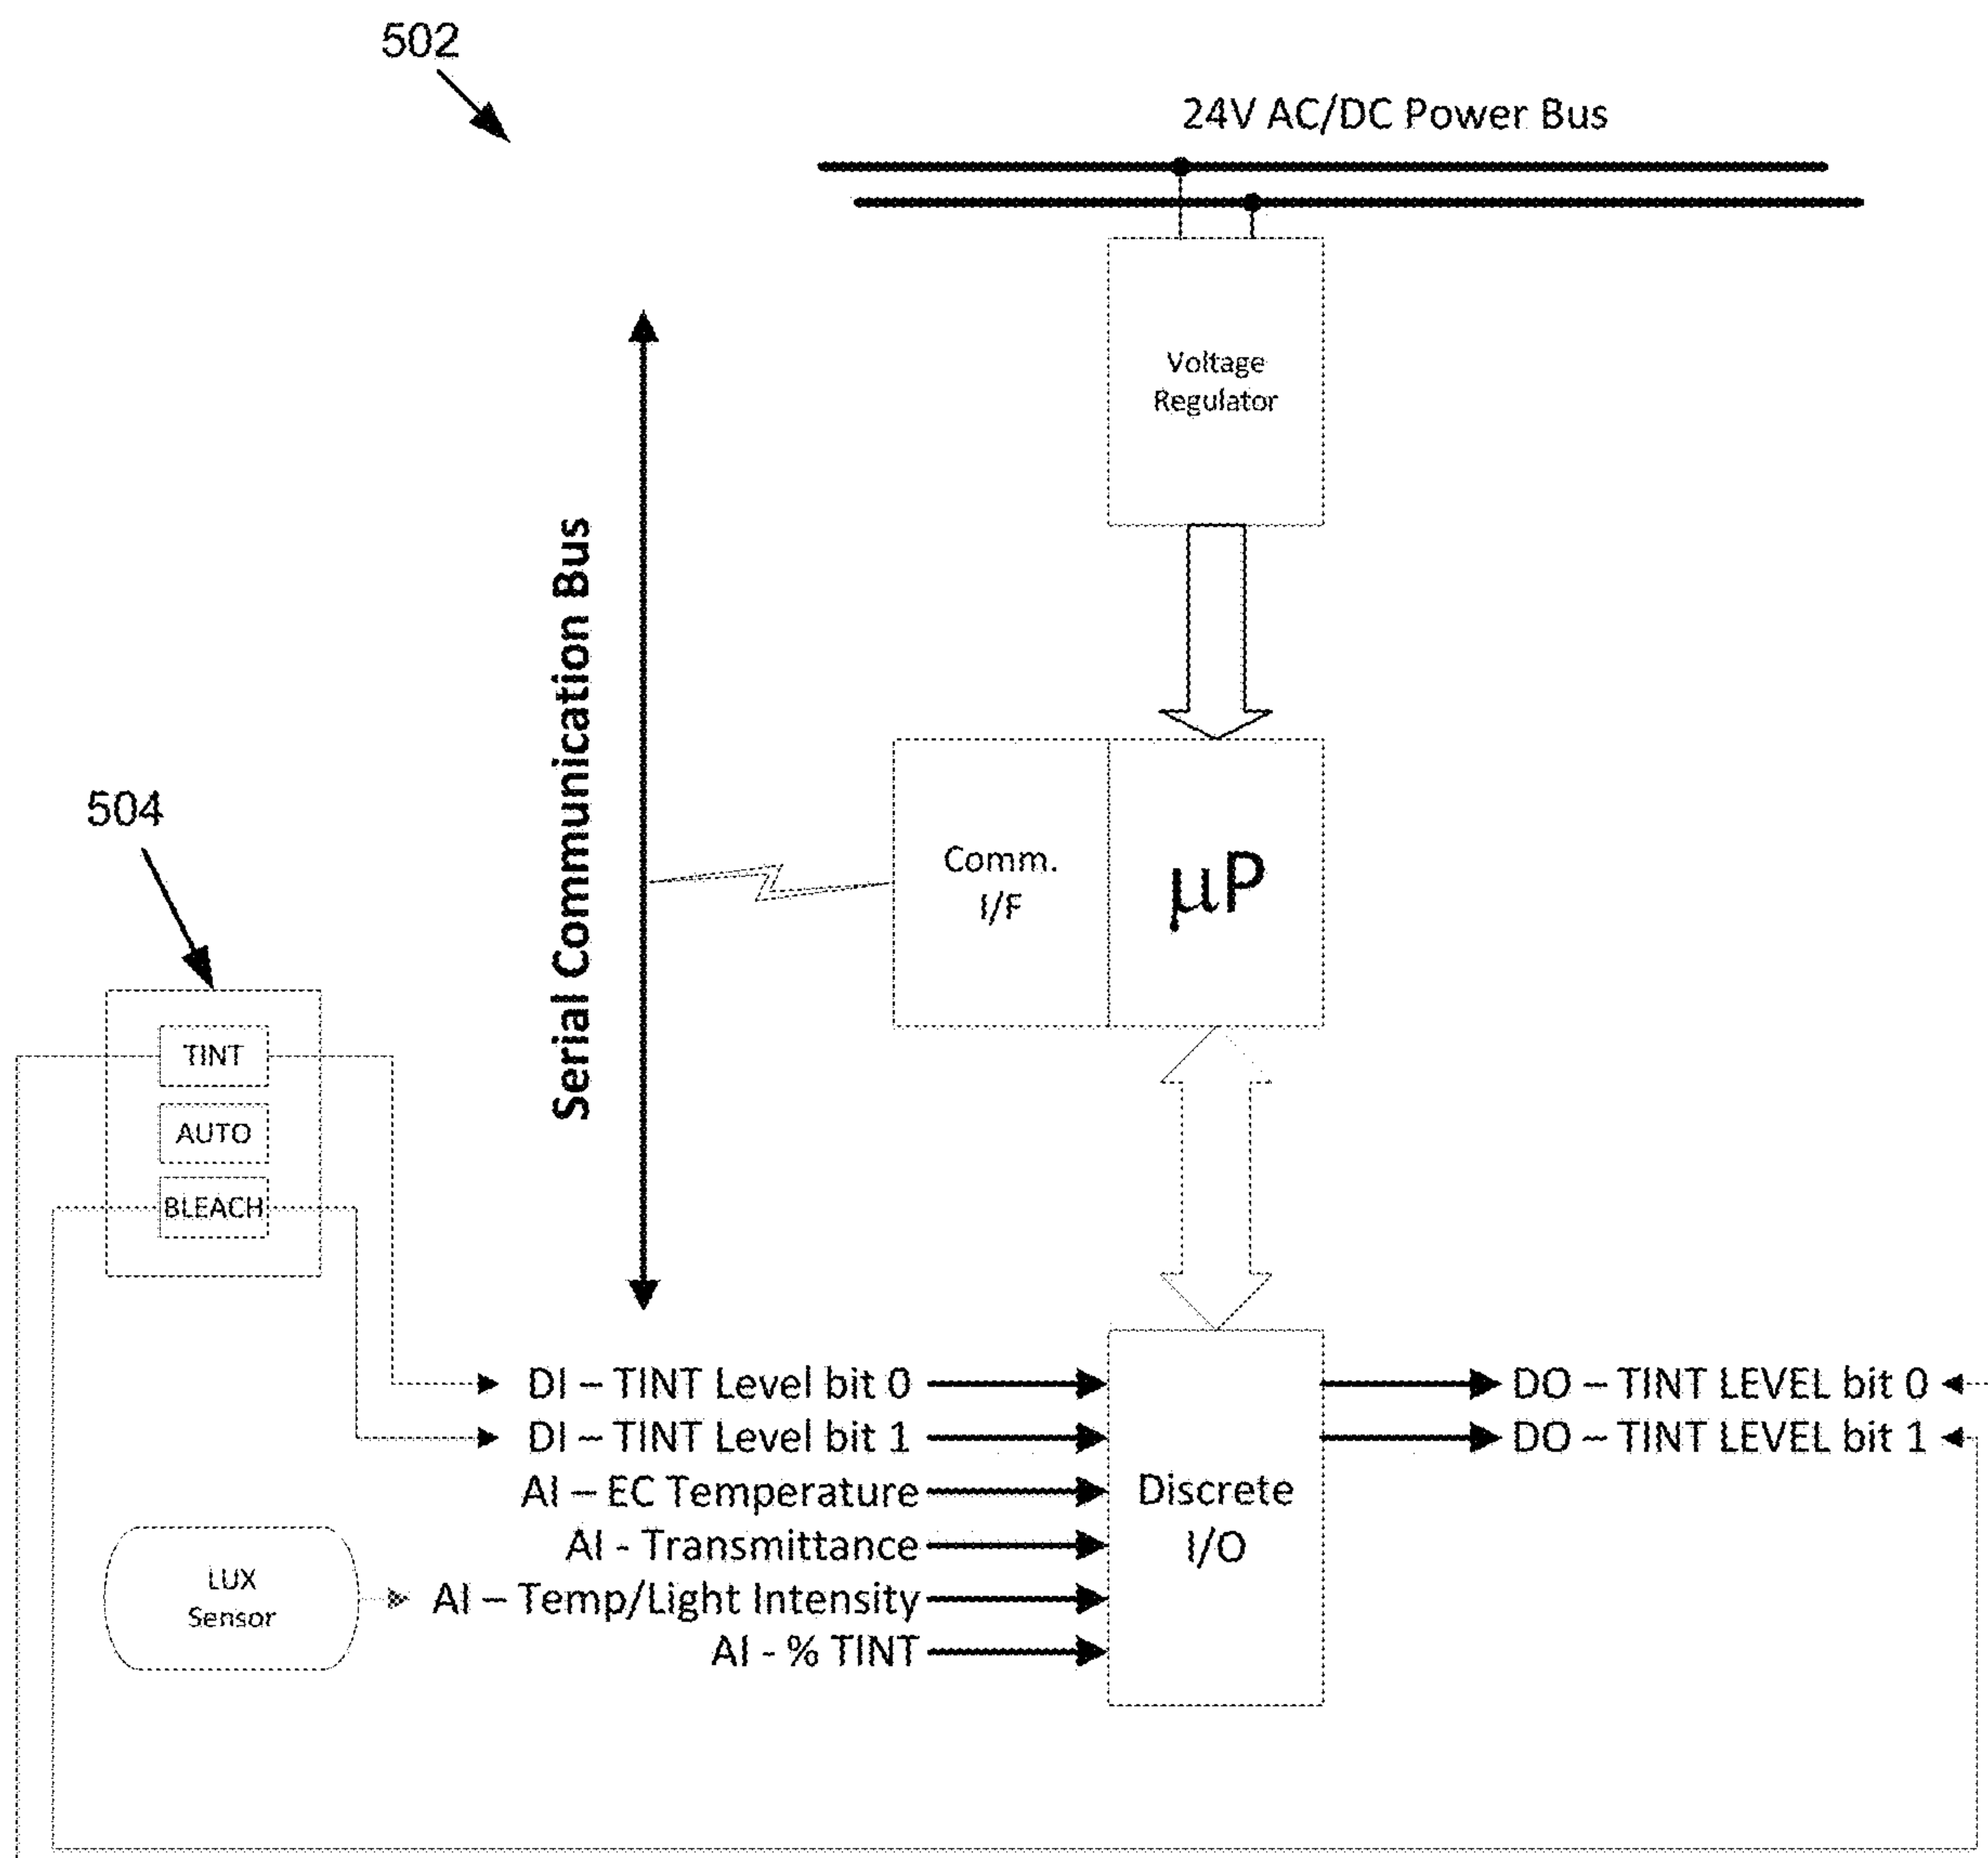 502
24V AC/DC Power Bus
Voltage
Regulator
Serial Communication Bus
504
Comm.
I/F
µP
TINT
AUTO
BLEACH
DI – TINT Level bit 0
DI – TINT Level bit 1
AI – EC Temperature
AI - Transmittance
AI – Temp/Light Intensity
AI - % TINT
Discrete
I/O
DO – TINT LEVEL bit 0
DO – TINT LEVEL bit 1
LUX
Sensor